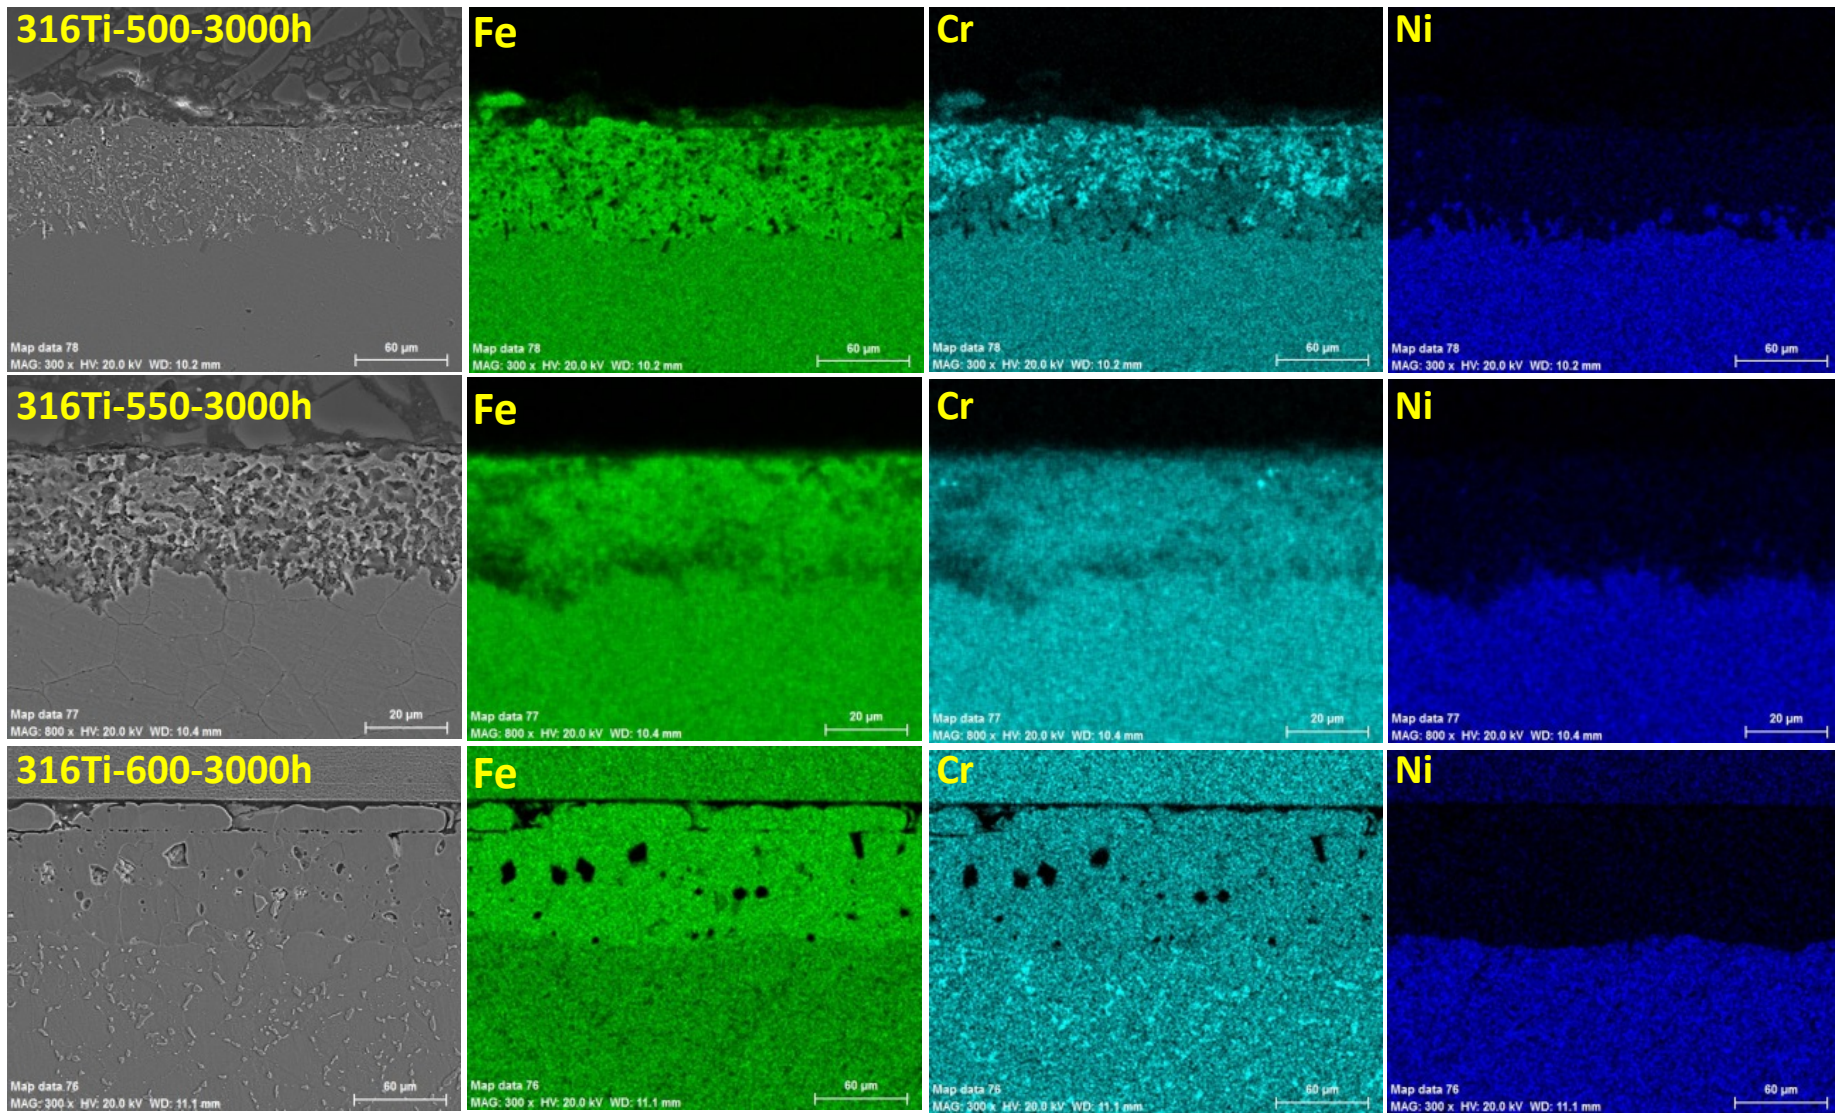 316Ti-500-3000h
Fe
Cr
Ni
60 µm
Map data 78
MAG: 300 x HV: 20.0 kV WD: 10.2 mm
60 µm
Map data 78
MAG: 300 x HV: 20.0 kV WD: 10.2 mm
60 µm
Map data 78
MAG: 300 x HV: 20.0 kV WD: 10.2 mm
60 µm
Map data 78
MAG: 300 x HV: 20.0 kV WD: 10.2 mm
316Ti-550-3000h
Fe
Cr
Ni
20 µm
Map data 77
MAG: 800 x HV: 20.0 kV WD: 10.4 mm
20 µm
Map data 77
MAG: 800 x HV: 20.0 kV WD: 10.4 mm
20 µm
Map data 77
MAG: 800 x HV: 20.0 kV WD: 10.4 mm
20 µm
Map data 77
MAG: 800 x HV: 20.0 kV WD: 10.4 mm
316Ti-600-3000h
Fe
Cr
Ni
60 µm
Map data 76
MAG: 300 x HV: 20.0 kV WD: 11.1 mm
60 µm
Map data 76
MAG: 300 x HV: 20.0 kV WD: 11.1 mm
60 µm
Map data 76
MAG: 300 x HV: 20.0 kV WD: 11.1 mm
60 µm
Map data 76
MAG: 300 x HV: 20.0 kV WD: 11.1 mm